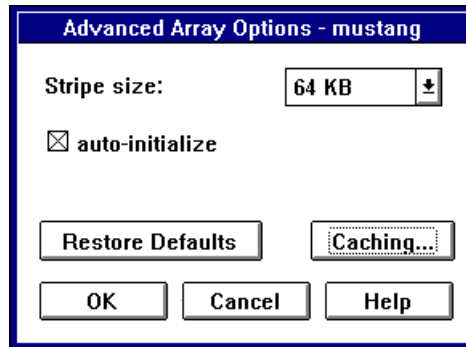 Advanced Array Options - mustang
Stripe size: 64 KB
auto-initialize
Restore Defaults Caching...
OK Cancel Help